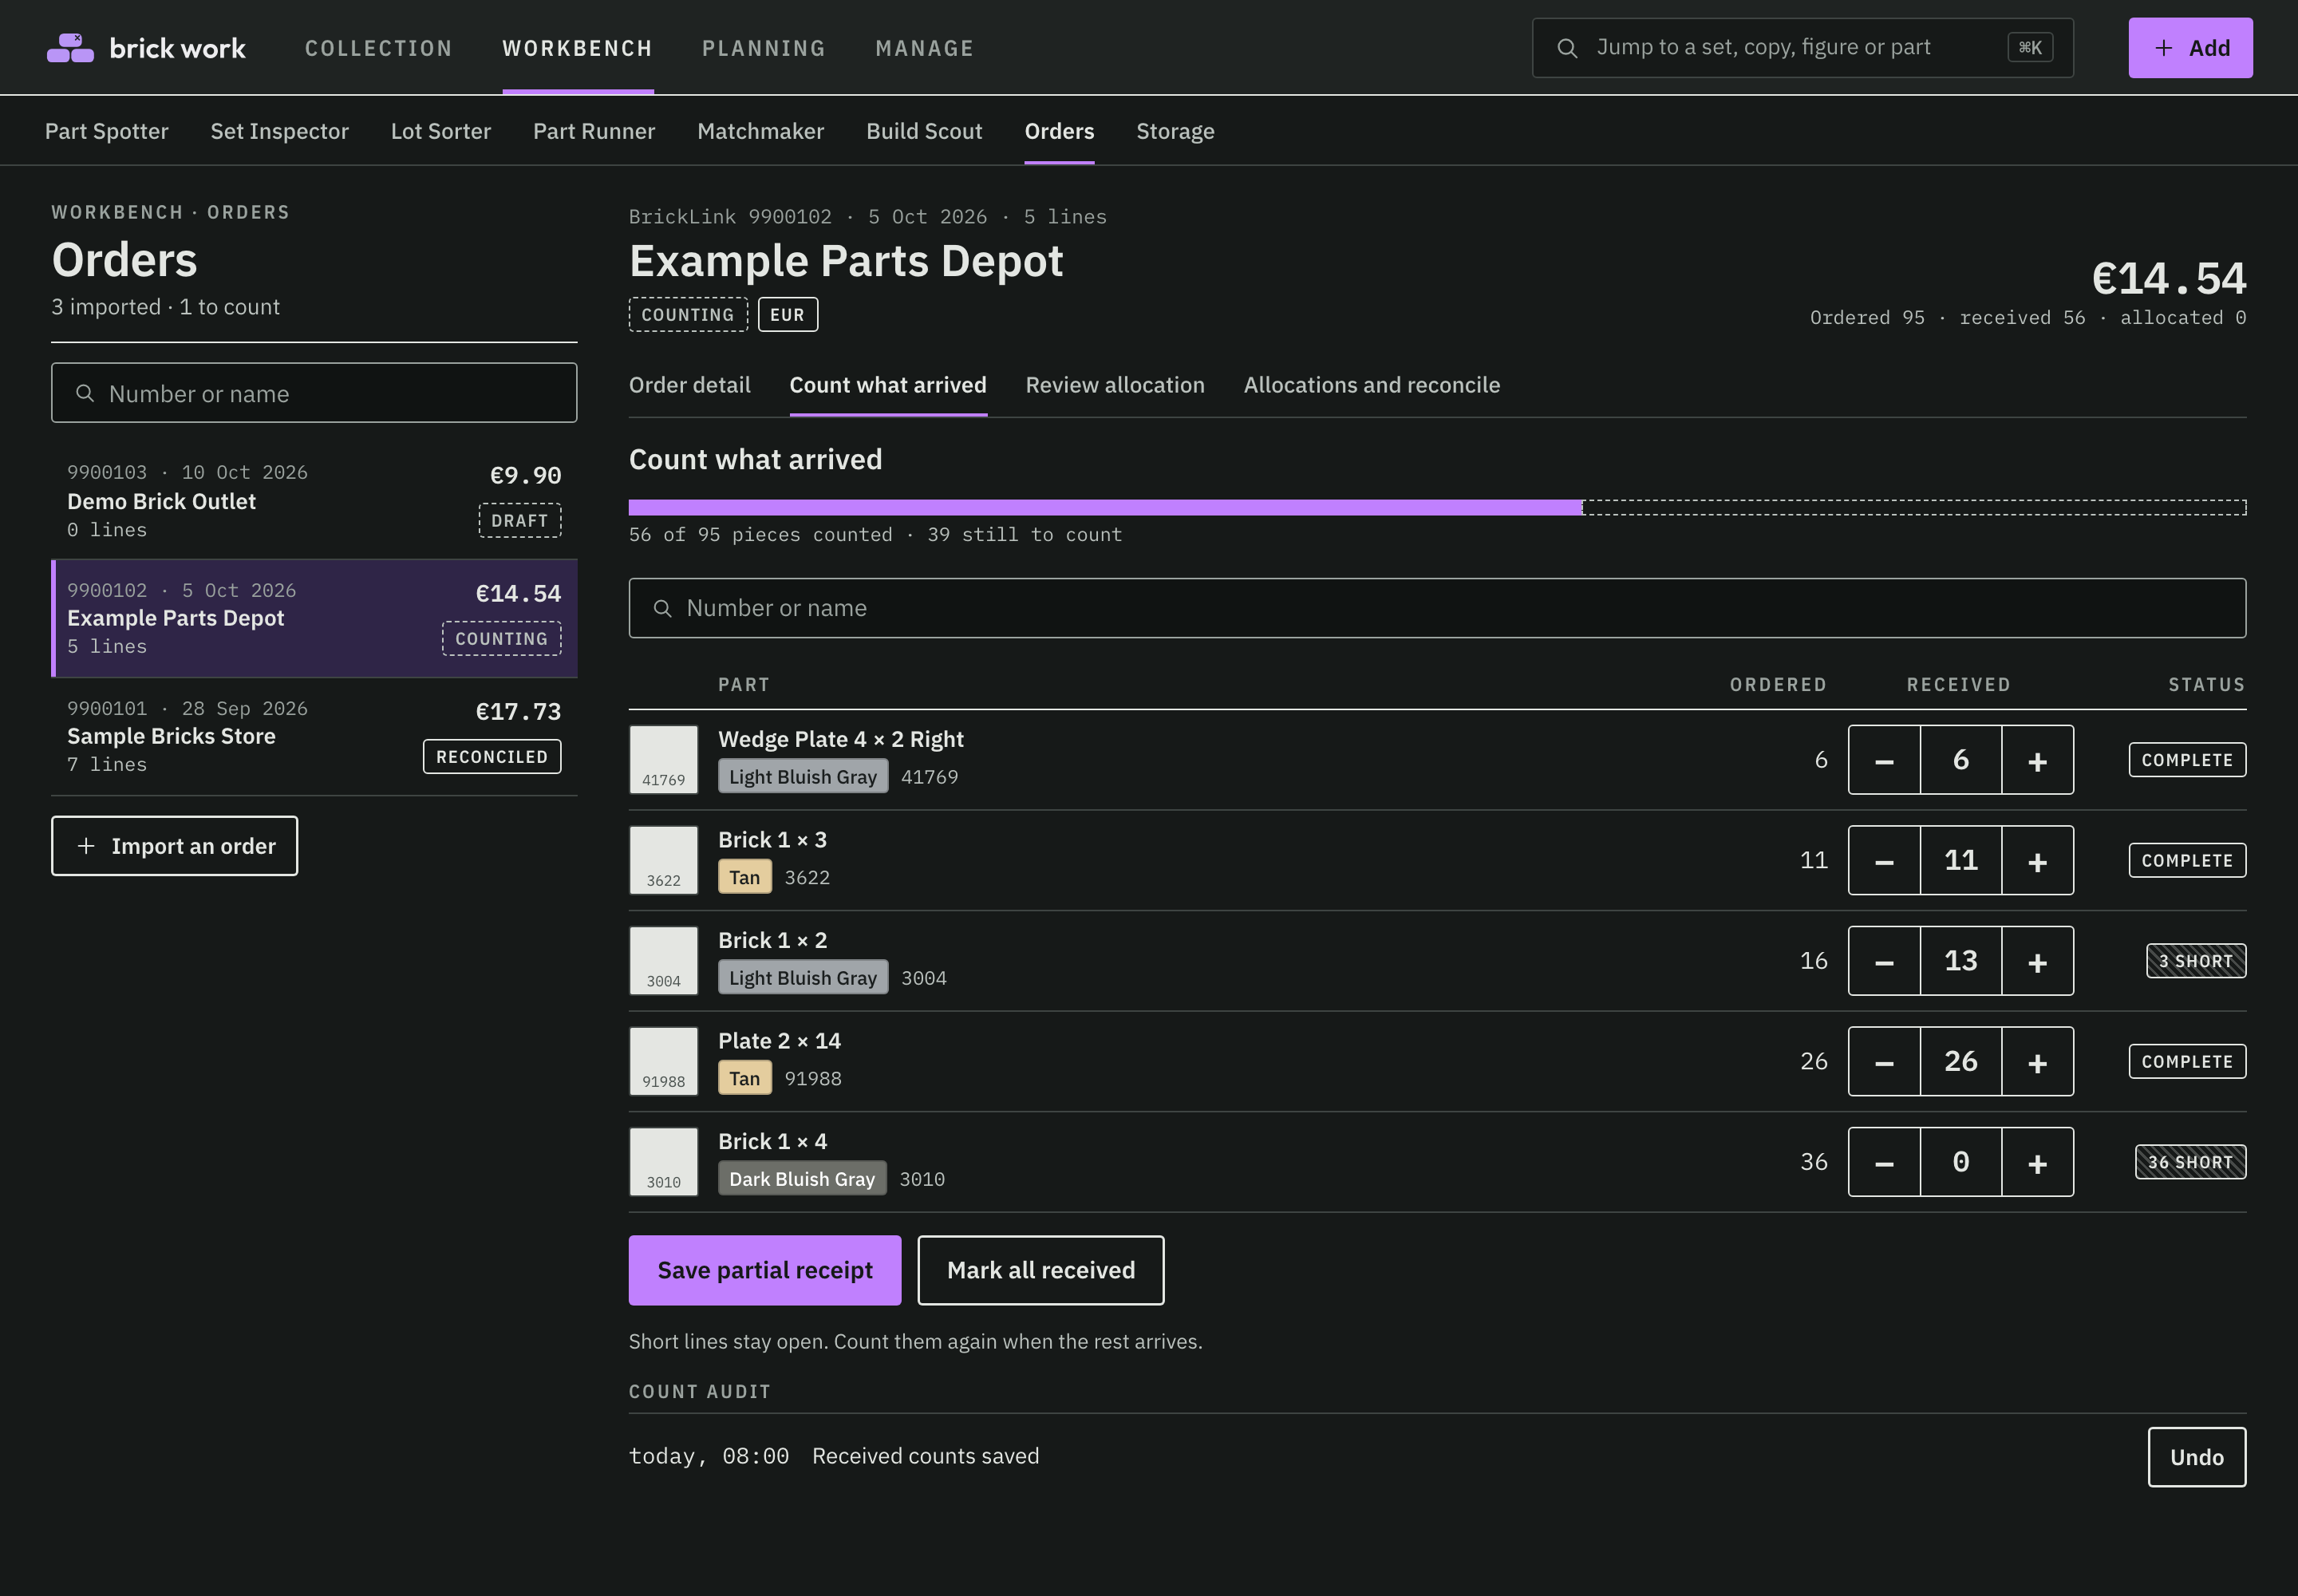 brick work
COLLECTION
WORKBENCH
PLANNING
MANAGE
Jump to a set, copy, figure or part
⌘K
+ Add
Part Spotter
Set Inspector
Lot Sorter
Part Runner
Matchmaker
Build Scout
Orders
Storage
WORKBENCH · ORDERS
Orders
3 imported · 1 to count
Number or name
9900103 · 10 Oct 2026
€9.90
Demo Brick Outlet
DRAFT
0 lines
9900102 · 5 Oct 2026
€14.54
Example Parts Depot
COUNTING
5 lines
9900101 · 28 Sep 2026
€17.73
Sample Bricks Store
RECONCILED
7 lines
+ Import an order
BrickLink 9900102 · 5 Oct 2026 · 5 lines
Example Parts Depot
COUNTING
EUR
€14.54
Ordered 95 · received 56 · allocated 0
Order detail
Count what arrived
Review allocation
Allocations and reconcile
Count what arrived
56 of 95 pieces counted · 39 still to count
Number or name
PART
ORDERED
RECEIVED
STATUS
41769
Wedge Plate 4 × 2 Right
Light Bluish Gray 41769
6
− 6 +
COMPLETE
3622
Brick 1 × 3
Tan 3622
11
− 11 +
COMPLETE
3004
Brick 1 × 2
Light Bluish Gray 3004
16
− 13 +
3 SHORT
91988
Plate 2 × 14
Tan 91988
26
− 26 +
COMPLETE
3010
Brick 1 × 4
Dark Bluish Gray 3010
36
− 0 +
36 SHORT
Save partial receipt
Mark all received
Short lines stay open. Count them again when the rest arrives.
COUNT AUDIT
today, 08:00 Received counts saved
Undo